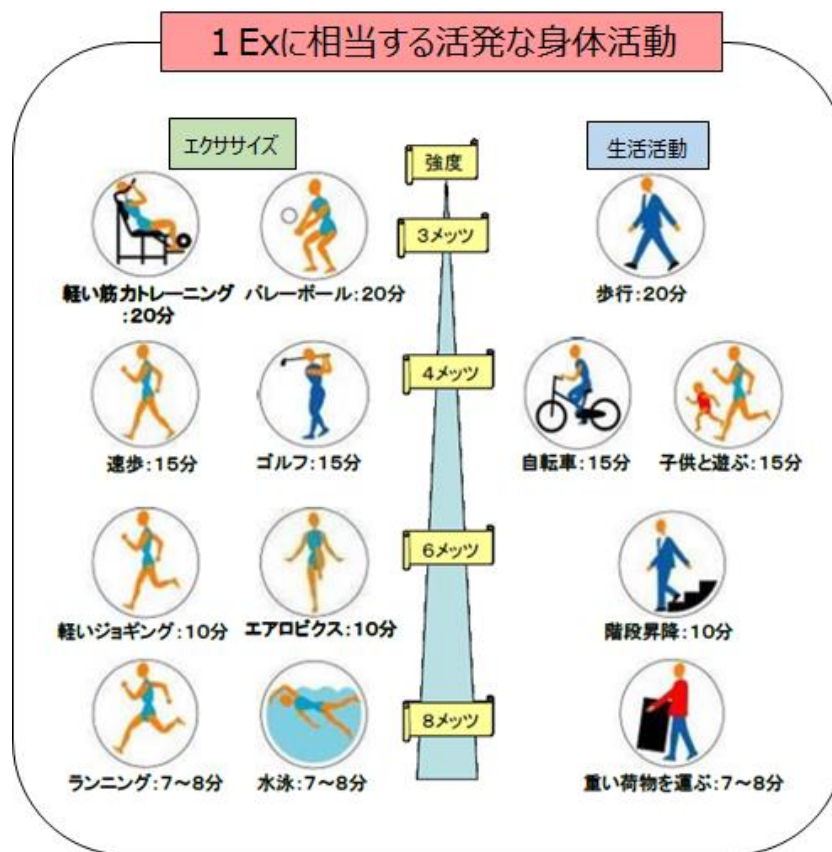 1 Exに相当する活発な身体活動
エクササイズ
強度
生活活動
3メッツ
軽い筋力トレーニング
:20分
バレーボール:20分
歩行:20分
4メッツ
速歩:15分
ゴルフ:15分
自転車:15分
子供と遊ぶ:15分
6メッツ
軽いジョギング:10分
エアロビクス:10分
階段昇降:10分
8メッツ
ランニング:7〜8分
水泳:7〜8分
重い荷物を運ぶ:7〜8分